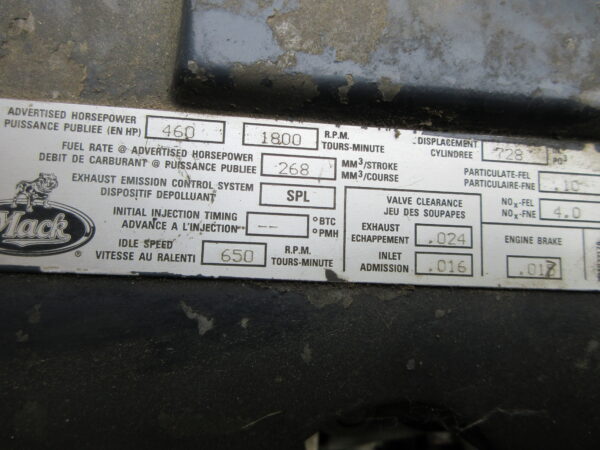 ADVERTISED HORSEPOWER
PUISSANCE PUBLIEE (EN HP) 460 1800 R.P.M.
TOURS-MINUTE
FUEL RATE @ ADVERTISED HORSEPOWER
DEBIT DE CARBURANT @ PUISSANCE PUBLIEE 268 MM³/STROKE
MM³/COURSE
EXHAUST EMISSION CONTROL SYSTEM
DISPOSITIF DEPOLLUANT SPL
INITIAL INJECTION TIMING
AVANCE A L'INJECTION -- °BTC
°PMH
IDLE SPEED
VITESSE AU RALENTI 650 R.P.M.
TOURS-MINUTE
Mack ®
DISPLACEMENT
CYLINDREE 728
PO³
PARTICULATE-FEL
PARTICULAIRE-FNE .10
NOx-FEL
NOx-FNE 4.0
VALVE CLEARANCE
JEU DES SOUPAPES
EXHAUST
ECHAPPEMENT .024
INLET
ADMISSION .016
ENGINE BRAKE